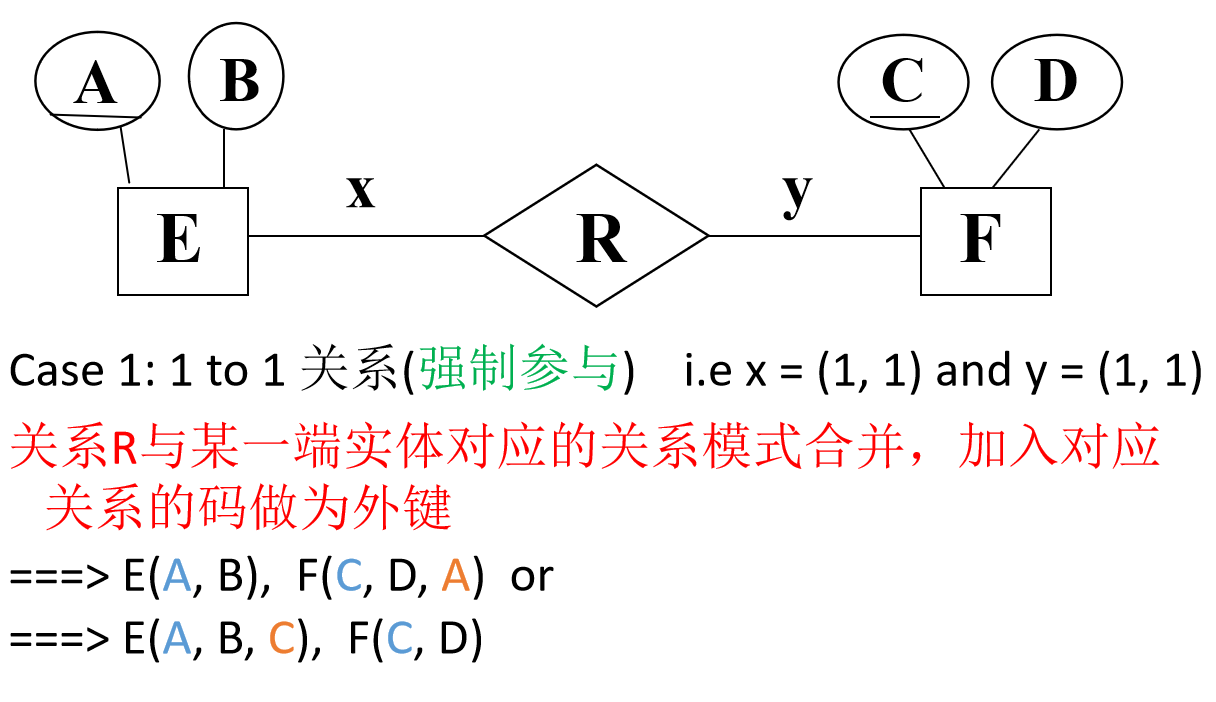 A B C D
x y
E R F
Case 1: 1 to 1 关系(强制参与) i.e x = (1, 1) and y = (1, 1)
关系R与某一端实体对应的关系模式合并，加入对应
关系的码做为外键
===> E(A, B), F(C, D, A) or
===> E(A, B, C), F(C, D)